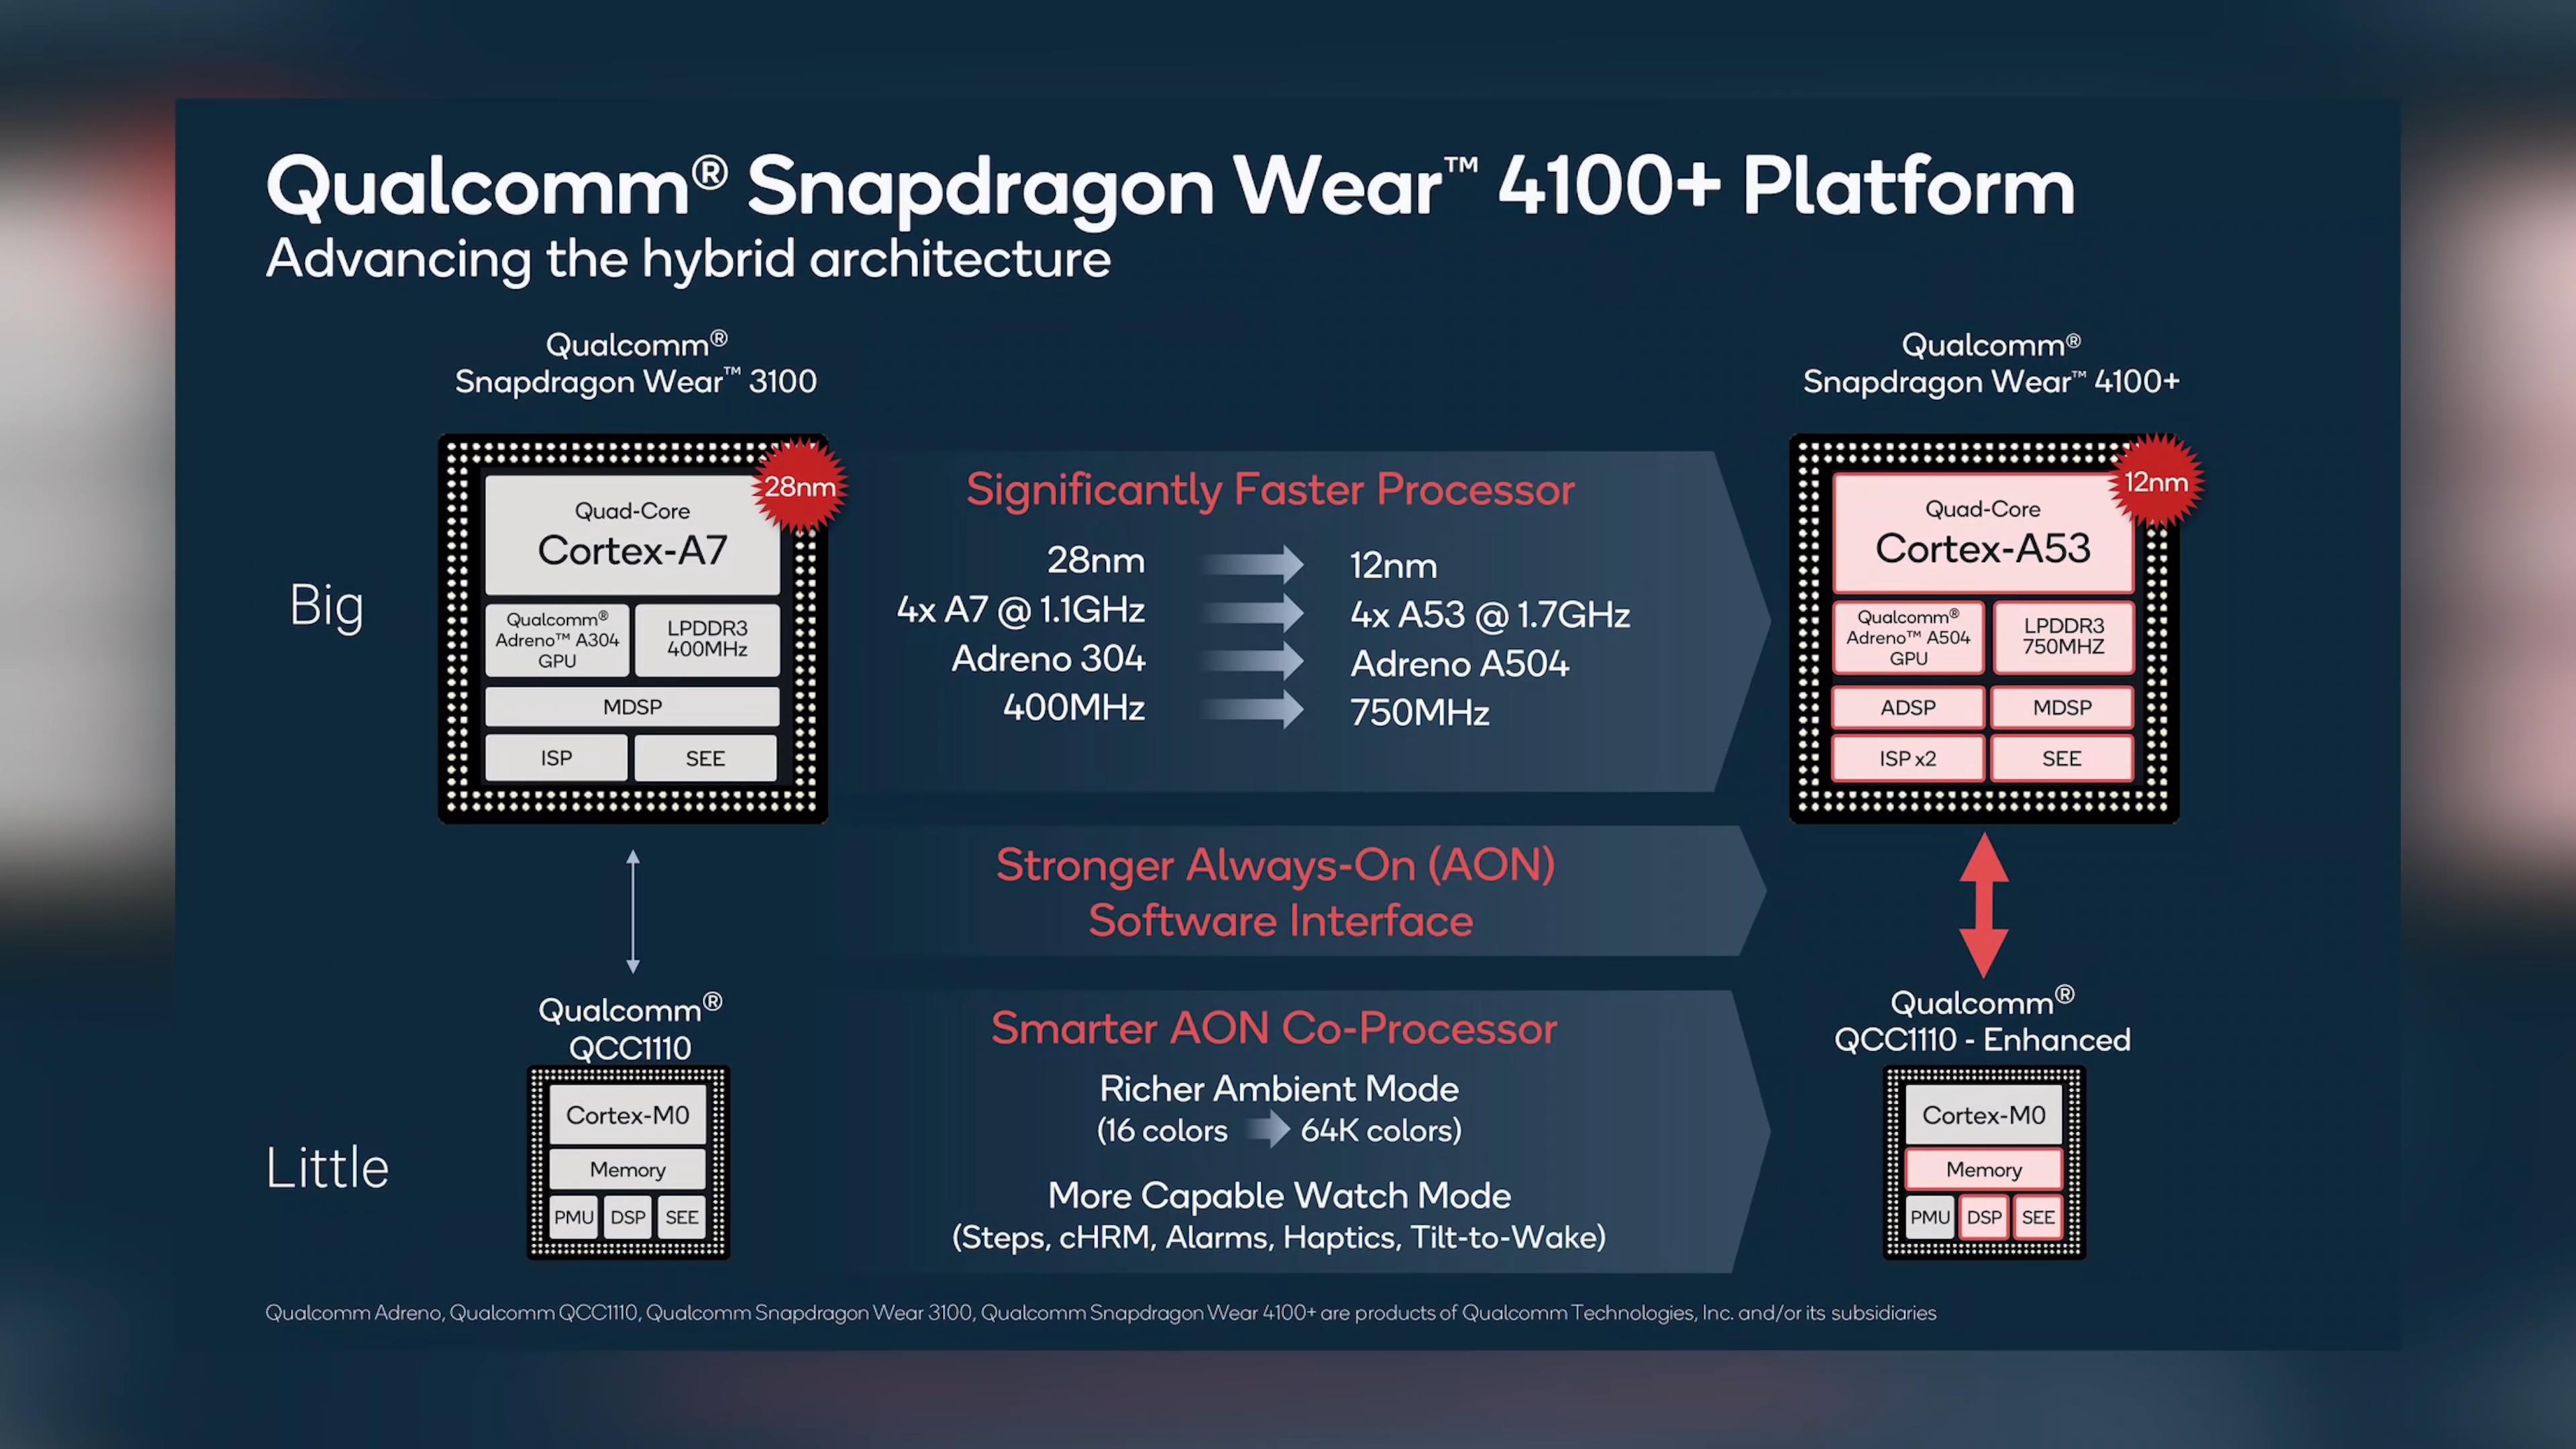 Qualcomm® Snapdragon Wear™ 4100+ Platform
Advancing the hybrid architecture
Qualcomm®
Snapdragon Wear™ 3100
Qualcomm®
Snapdragon Wear™ 4100+
Big
28nm
Quad-Core
Cortex-A7
Qualcomm®
Adreno™ A304
GPU
LPDDR3
400MHz
MDSP
ISP
SEE
Significantly Faster Processor
28nm
12nm
4x A7 @ 1.1GHz
4x A53 @ 1.7GHz
Adreno 304
Adreno A504
400MHz
750MHz
12nm
Quad-Core
Cortex-A53
Qualcomm®
Adreno™ A504
GPU
LPDDR3
750MHZ
ADSP
MDSP
ISP x2
SEE
Stronger Always-On (AON)
Software Interface
Little
Qualcomm®
QCC1110
Cortex-M0
Memory
PMU
DSP
SEE
Smarter AON Co-Processor
Richer Ambient Mode
(16 colors
64K colors)
More Capable Watch Mode
(Steps, cHRM, Alarms, Haptics, Tilt-to-Wake)
Qualcomm®
QCC1110 - Enhanced
Cortex-M0
Memory
PMU
DSP
SEE
Qualcomm Adreno, Qualcomm QCC1110, Qualcomm Snapdragon Wear 3100, Qualcomm Snapdragon Wear 4100+ are products of Qualcomm Technologies, Inc. and/or its subsidiaries